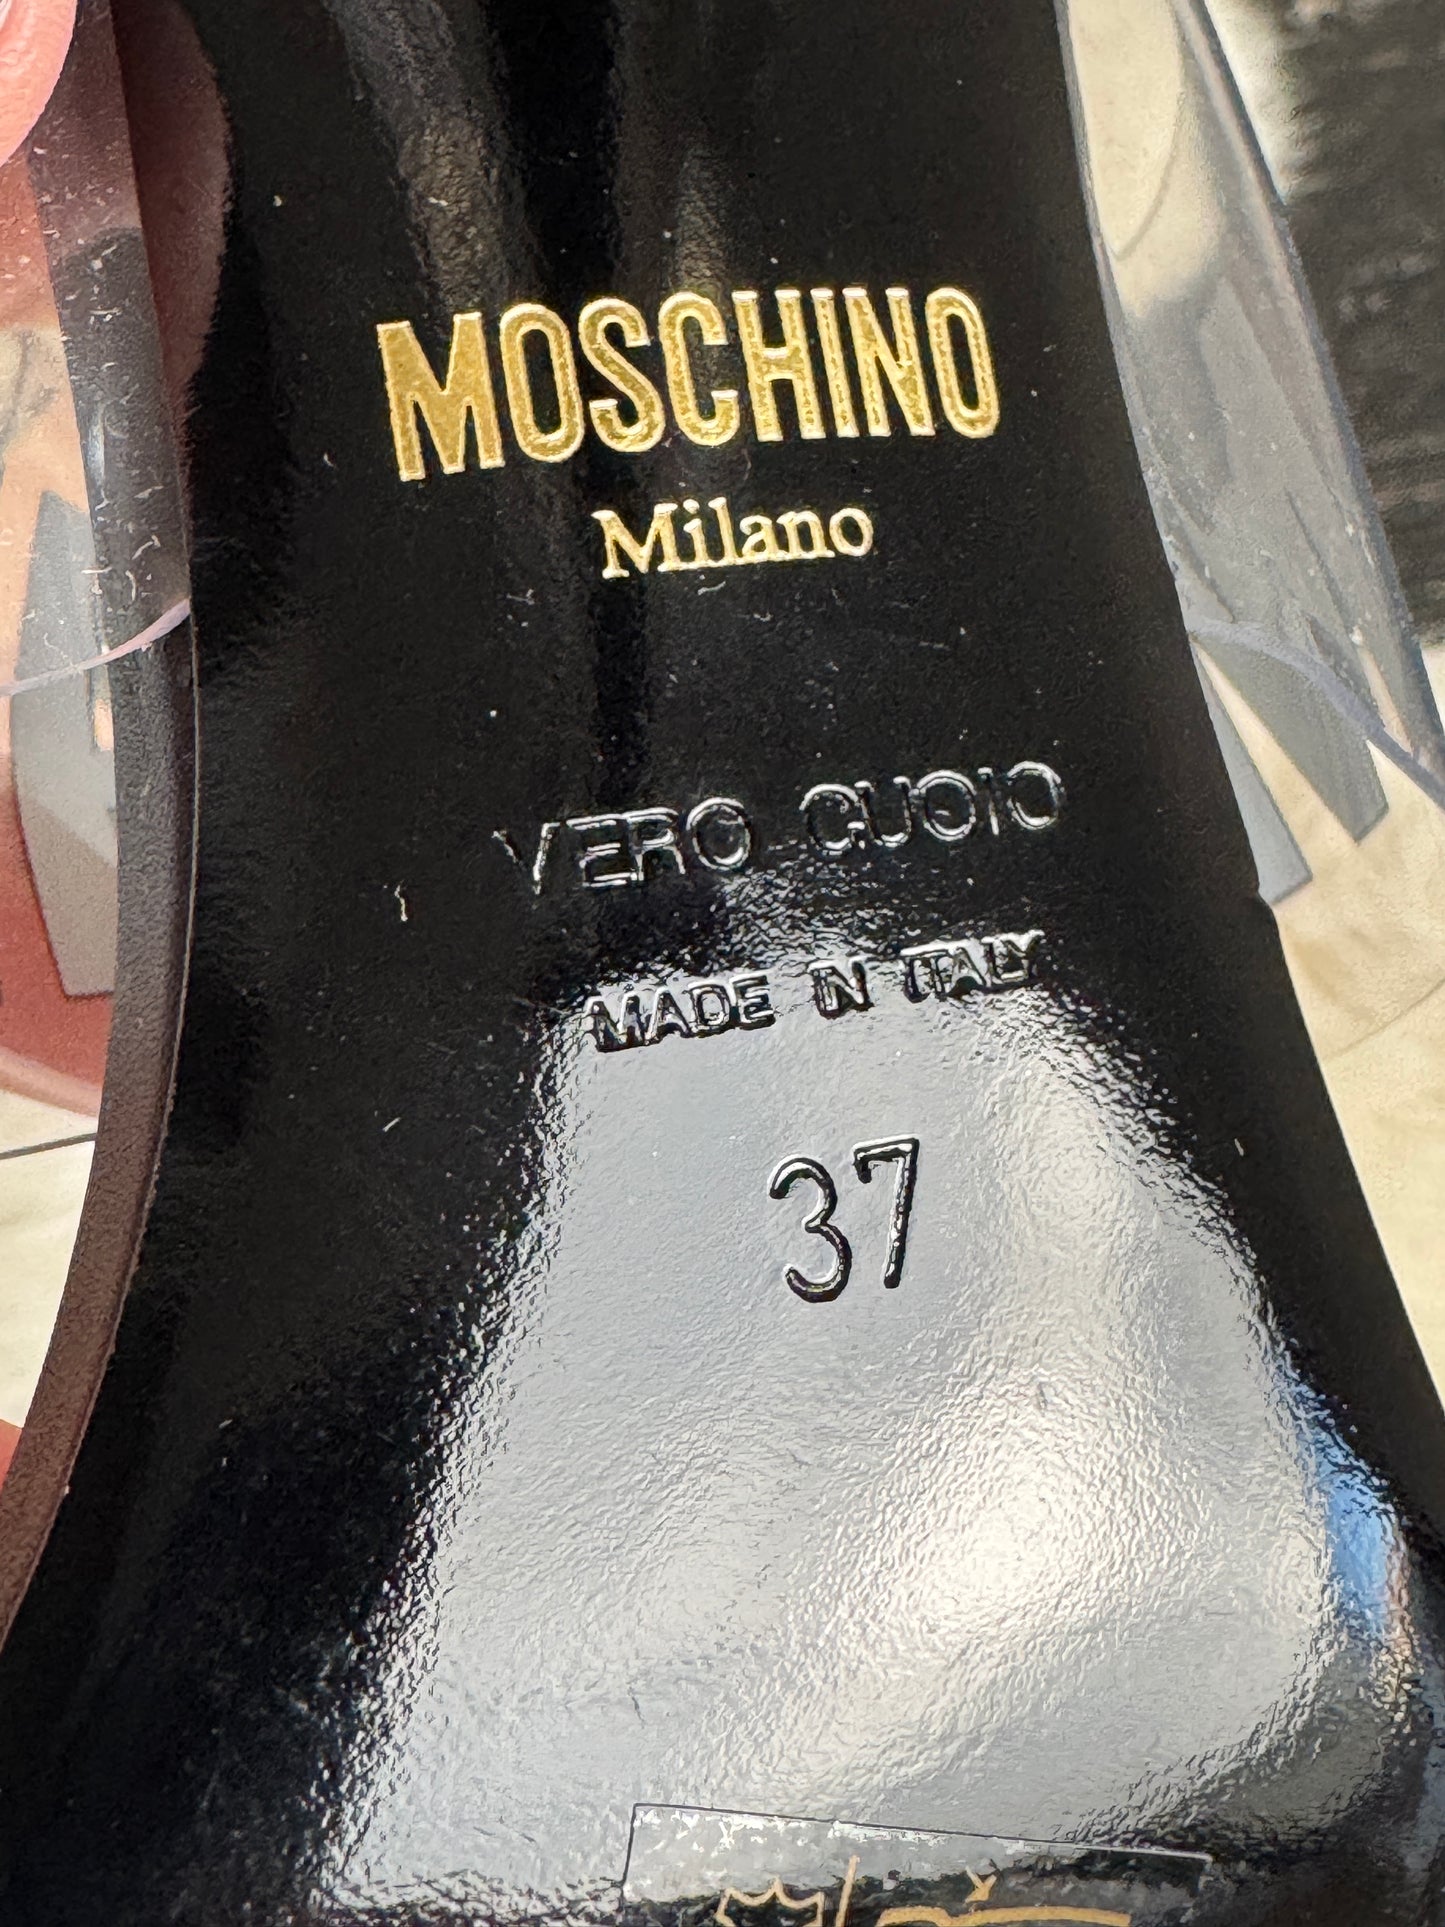 MOSCHINO
Milano
VERO CUOIO
MADE IN ITALY
37